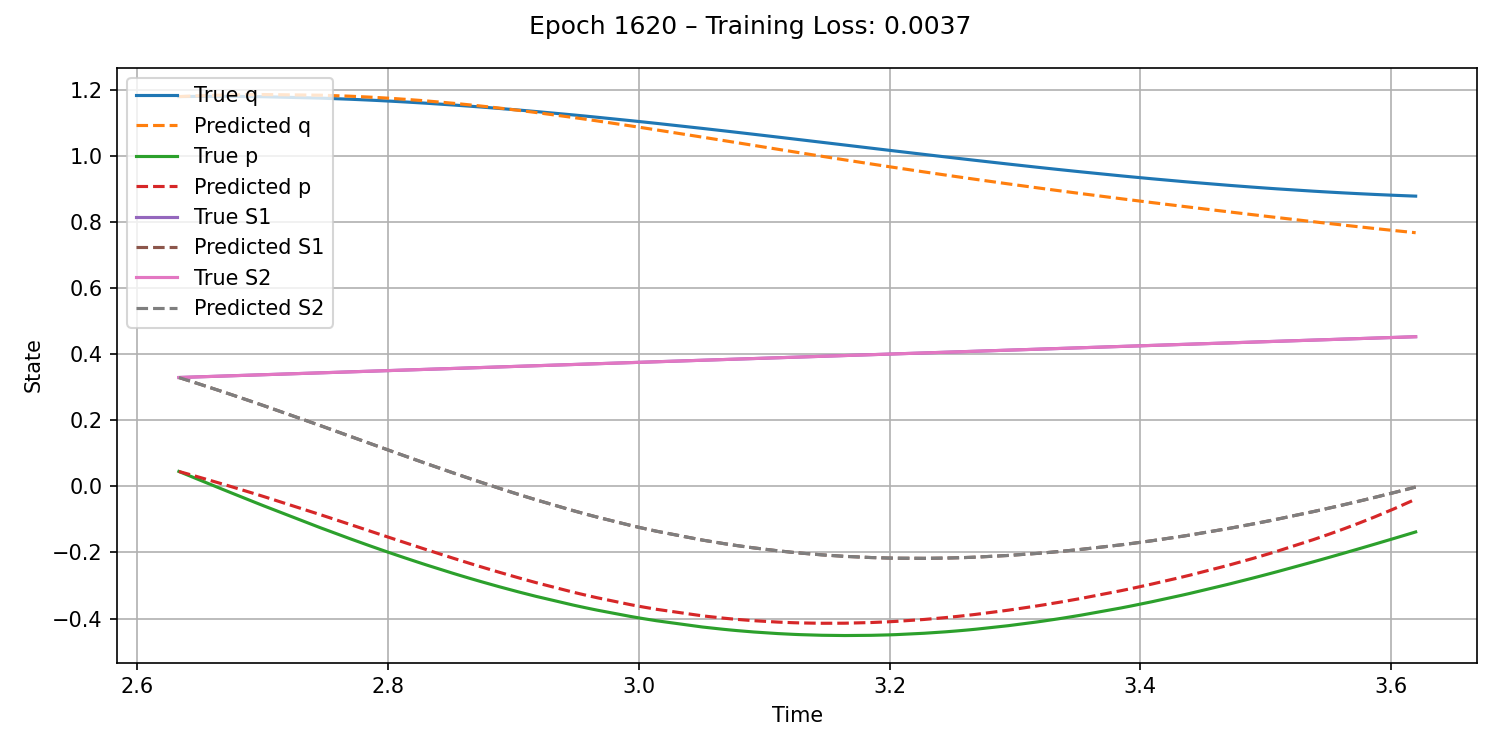 Epoch 1620 – Training Loss: 0.0037
1.2
1.0
0.8
0.6
0.4
0.2
0.0
−0.2
−0.4
State
True q
Predicted q
True p
Predicted p
True S1
Predicted S1
True S2
Predicted S2
2.6 2.8 3.0 3.2 3.4 3.6
Time